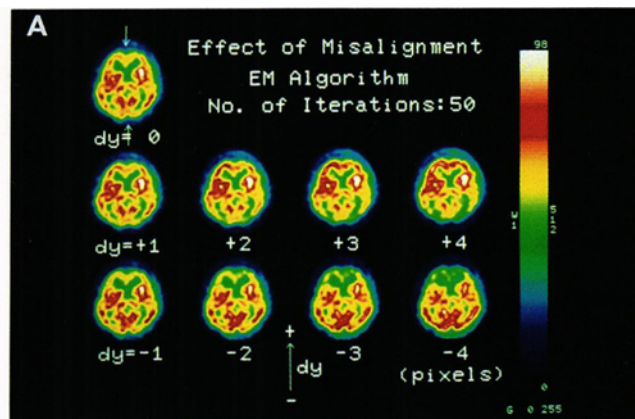 A
Effect of Misalignment
EM Algorithm
No. of Iterations:50
98
dy= 0
dy=+1 +2 +3 +4
dy=-1 -2 -3 -4
+
dy
-
(pixels)
0
G 0 255